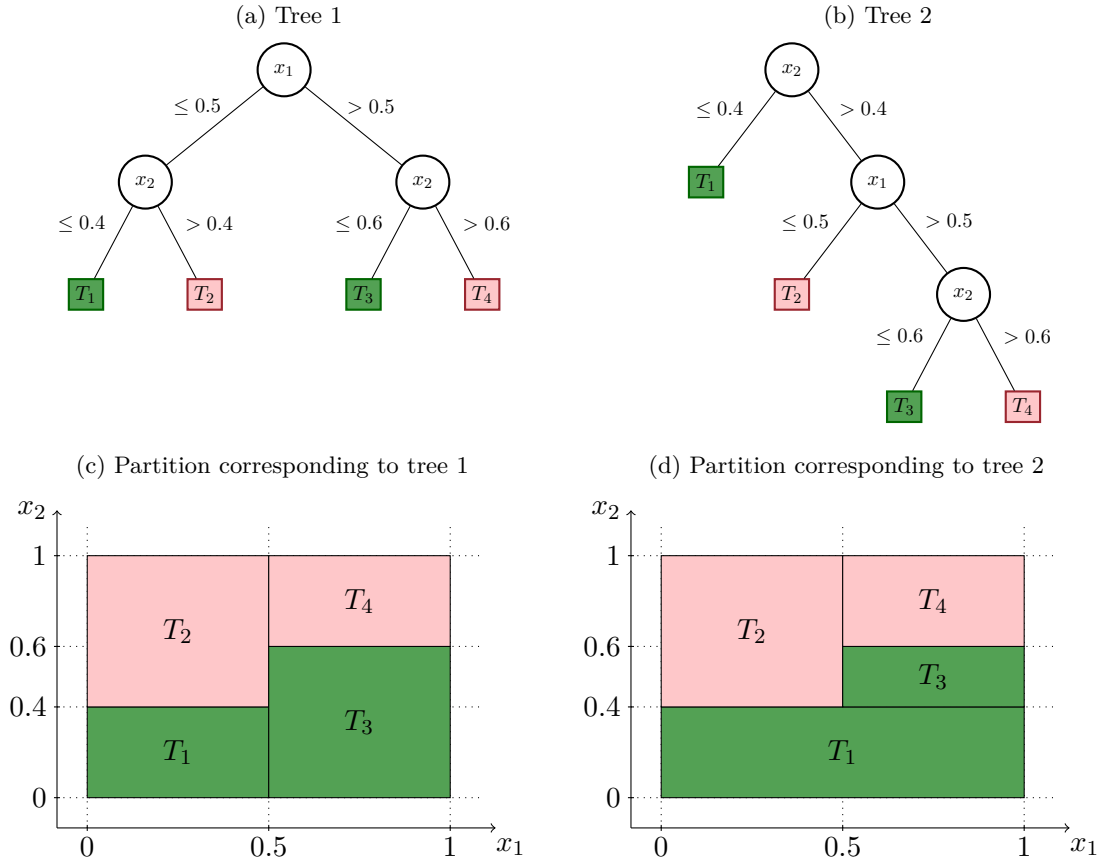 (a) Tree 1
x₁
≤ 0.5
> 0.5
x₂
x₂
≤ 0.4
> 0.4
≤ 0.6
> 0.6
T₁
T₂
T₃
T₄
(b) Tree 2
x₂
≤ 0.4
> 0.4
T₁
x₁
≤ 0.5
> 0.5
T₂
x₂
≤ 0.6
> 0.6
T₃
T₄
(c) Partition corresponding to tree 1
x₂
1
0.6
0.4
0
T₂
T₄
T₃
T₁
0
0.5
1
x₁
(d) Partition corresponding to tree 2
x₂
1
0.6
0.4
0
T₂
T₄
T₃
T₁
0
0.5
1
x₁